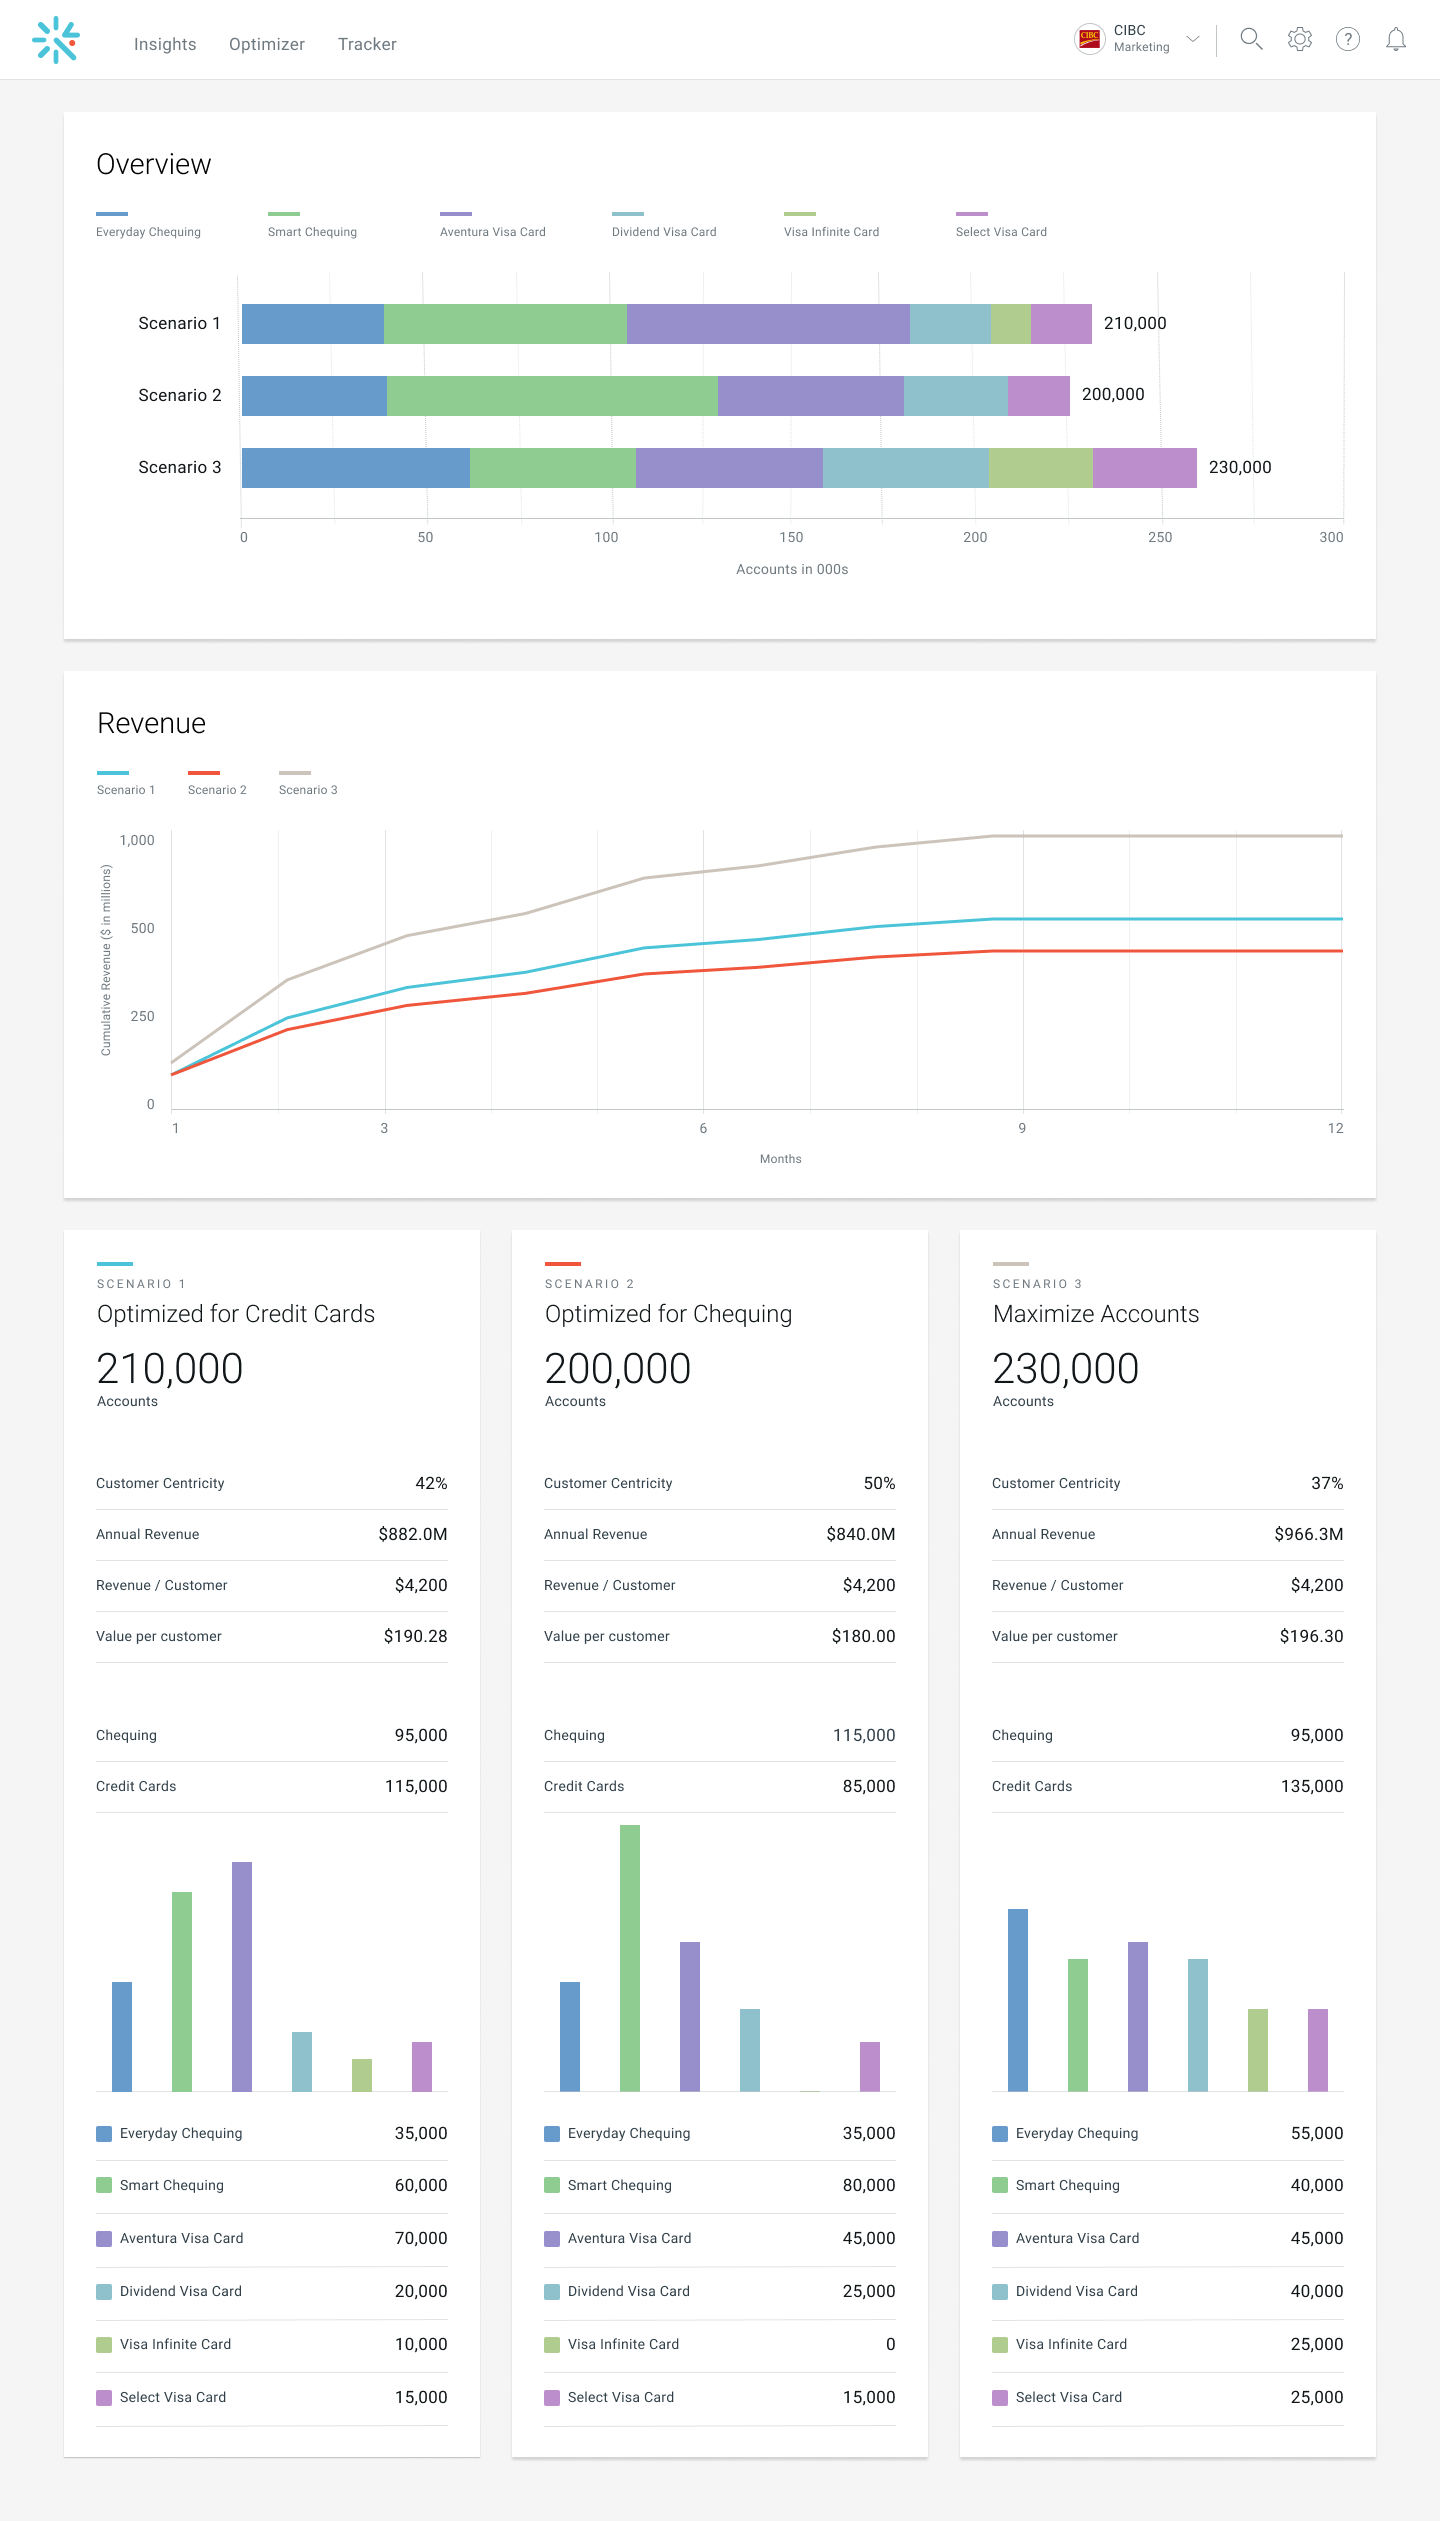 Insights Optimizer Tracker
CIBC
CIBC
Marketing
?
Overview
Everyday Chequing Smart Chequing Aventura Visa Card Dividend Visa Card Visa Infinite Card Select Visa Card
Scenario 1 210,000
Scenario 2 200,000
Scenario 3 230,000
0 50 100 150 200 250 300
Accounts in 000s
Revenue
Scenario 1 Scenario 2 Scenario 3
Cumulative Revenue ($ in millions)
1,000
500
250
0
1 3 6 9 12
Months
SCENARIO 1
Optimized for Credit Cards
210,000
Accounts
Customer Centricity 42%
Annual Revenue $882.0M
Revenue / Customer $4,200
Value per customer $190.28
Chequing 95,000
Credit Cards 115,000
Everyday Chequing 35,000
Smart Chequing 60,000
Aventura Visa Card 70,000
Dividend Visa Card 20,000
Visa Infinite Card 10,000
Select Visa Card 15,000
SCENARIO 2
Optimized for Chequing
200,000
Accounts
Customer Centricity 50%
Annual Revenue $840.0M
Revenue / Customer $4,200
Value per customer $180.00
Chequing 115,000
Credit Cards 85,000
Everyday Chequing 35,000
Smart Chequing 80,000
Aventura Visa Card 45,000
Dividend Visa Card 25,000
Visa Infinite Card 0
Select Visa Card 15,000
SCENARIO 3
Maximize Accounts
230,000
Accounts
Customer Centricity 37%
Annual Revenue $966.3M
Revenue / Customer $4,200
Value per customer $196.30
Chequing 95,000
Credit Cards 135,000
Everyday Chequing 55,000
Smart Chequing 40,000
Aventura Visa Card 45,000
Dividend Visa Card 40,000
Visa Infinite Card 25,000
Select Visa Card 25,000